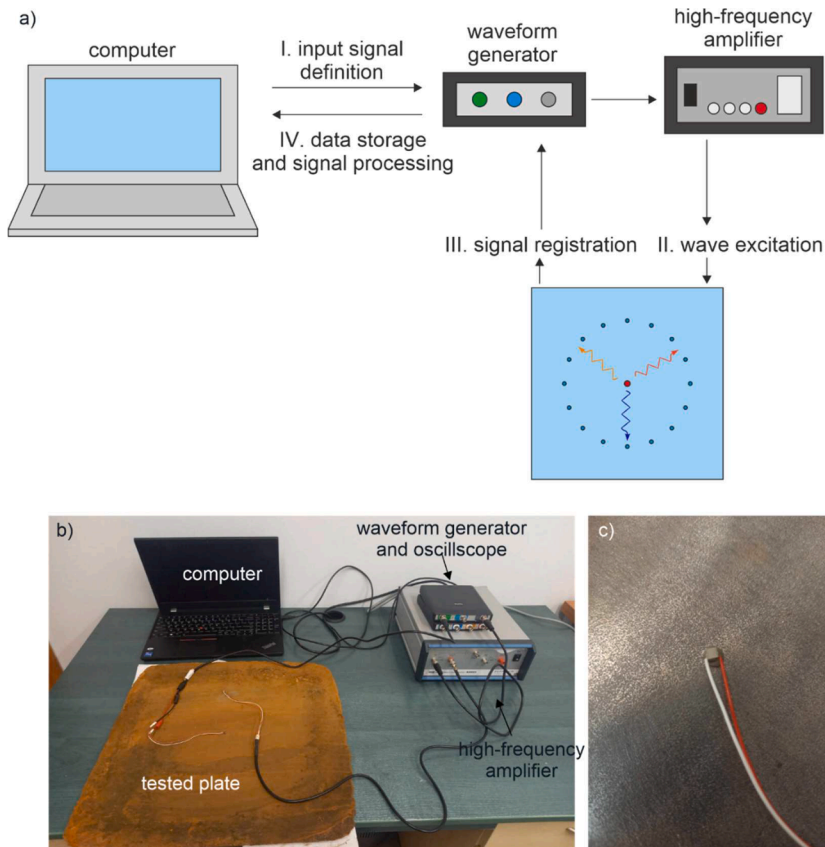 a)
computer
I. input signal
definition
IV. data storage
and signal processing
waveform
generator
high-frequency
amplifier
III. signal registration
II. wave excitation
b)
computer
waveform generator
and oscillscope
high-frequency
amplifier
tested plate
c)